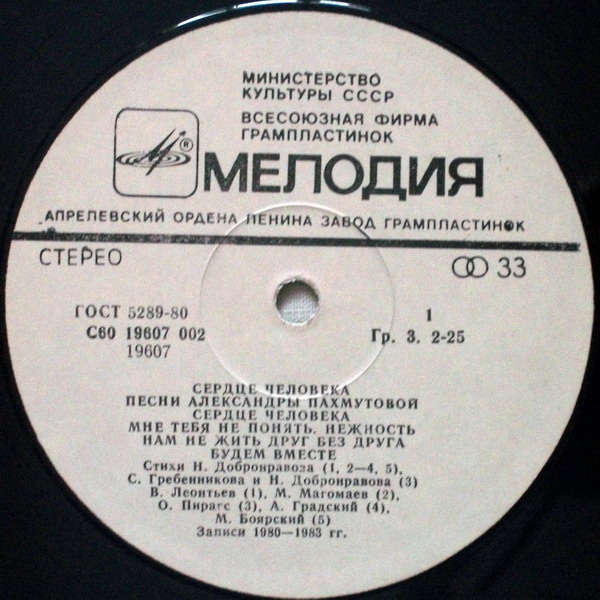 МИНИСТЕРСТВО
КУЛЬТУРЫ СССР
ВСЕСОЮЗНАЯ ФИРМА
ГРАМПЛАСТИНОК
®
МЕЛОДИЯ
АПРЕЛЕВСКИЙ ОРДЕНА ЛЕНИНА ЗАВОД ГРАМПЛАСТИНОК
СТЕРЕО
33
ГОСТ 5289-80
С60 19607 002
19607
1
Гр. 3. 2-25
СЕРДЦЕ ЧЕЛОВЕКА
ПЕСНИ АЛЕКСАНДРЫ ПАХМУТОВОЙ
СЕРДЦЕ ЧЕЛОВЕКА
МНЕ ТЕБЯ НЕ ПОНЯТЬ. НЕЖНОСТЬ
НАМ НЕ ЖИТЬ ДРУГ БЕЗ ДРУГА
БУДЕМ ВМЕСТЕ
Стихи Н. Добронравоза (1, 2—4, 5),
С. Гребенникова и Н. Добронравова (3)
В. Леонтьев (1), М. Магомаев (2),
О. Пирагс (3), А. Градский (4),
М. Боярский (5)
Записи 1980—1983 гг.